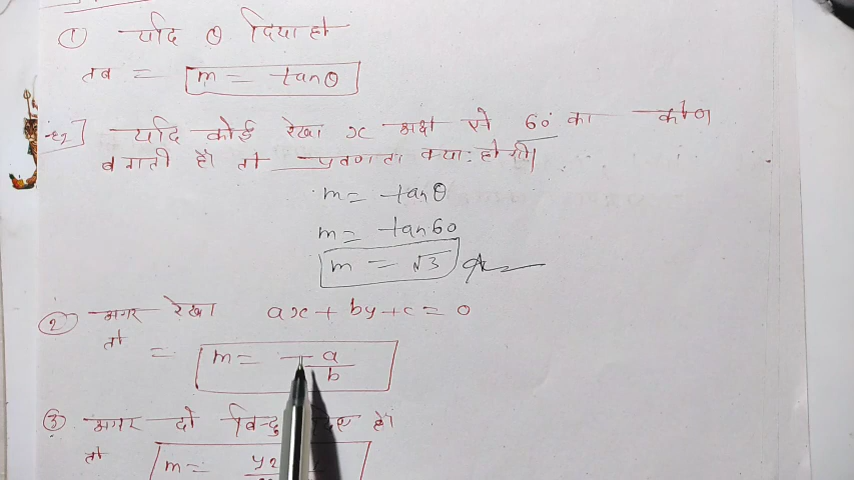 ① यदि θ दिया हो
तब = m = tanθ
यदि कोई रेखा x अक्ष से 60° का कोण
बनाती है तो प्रवणता क्या होगी।
m = tanθ
m = tan60
m = √3
② अगर रेखा ax + by + c = 0
तो = m = - a/b
③ अगर दो बिन्दु हो
तो m = y2